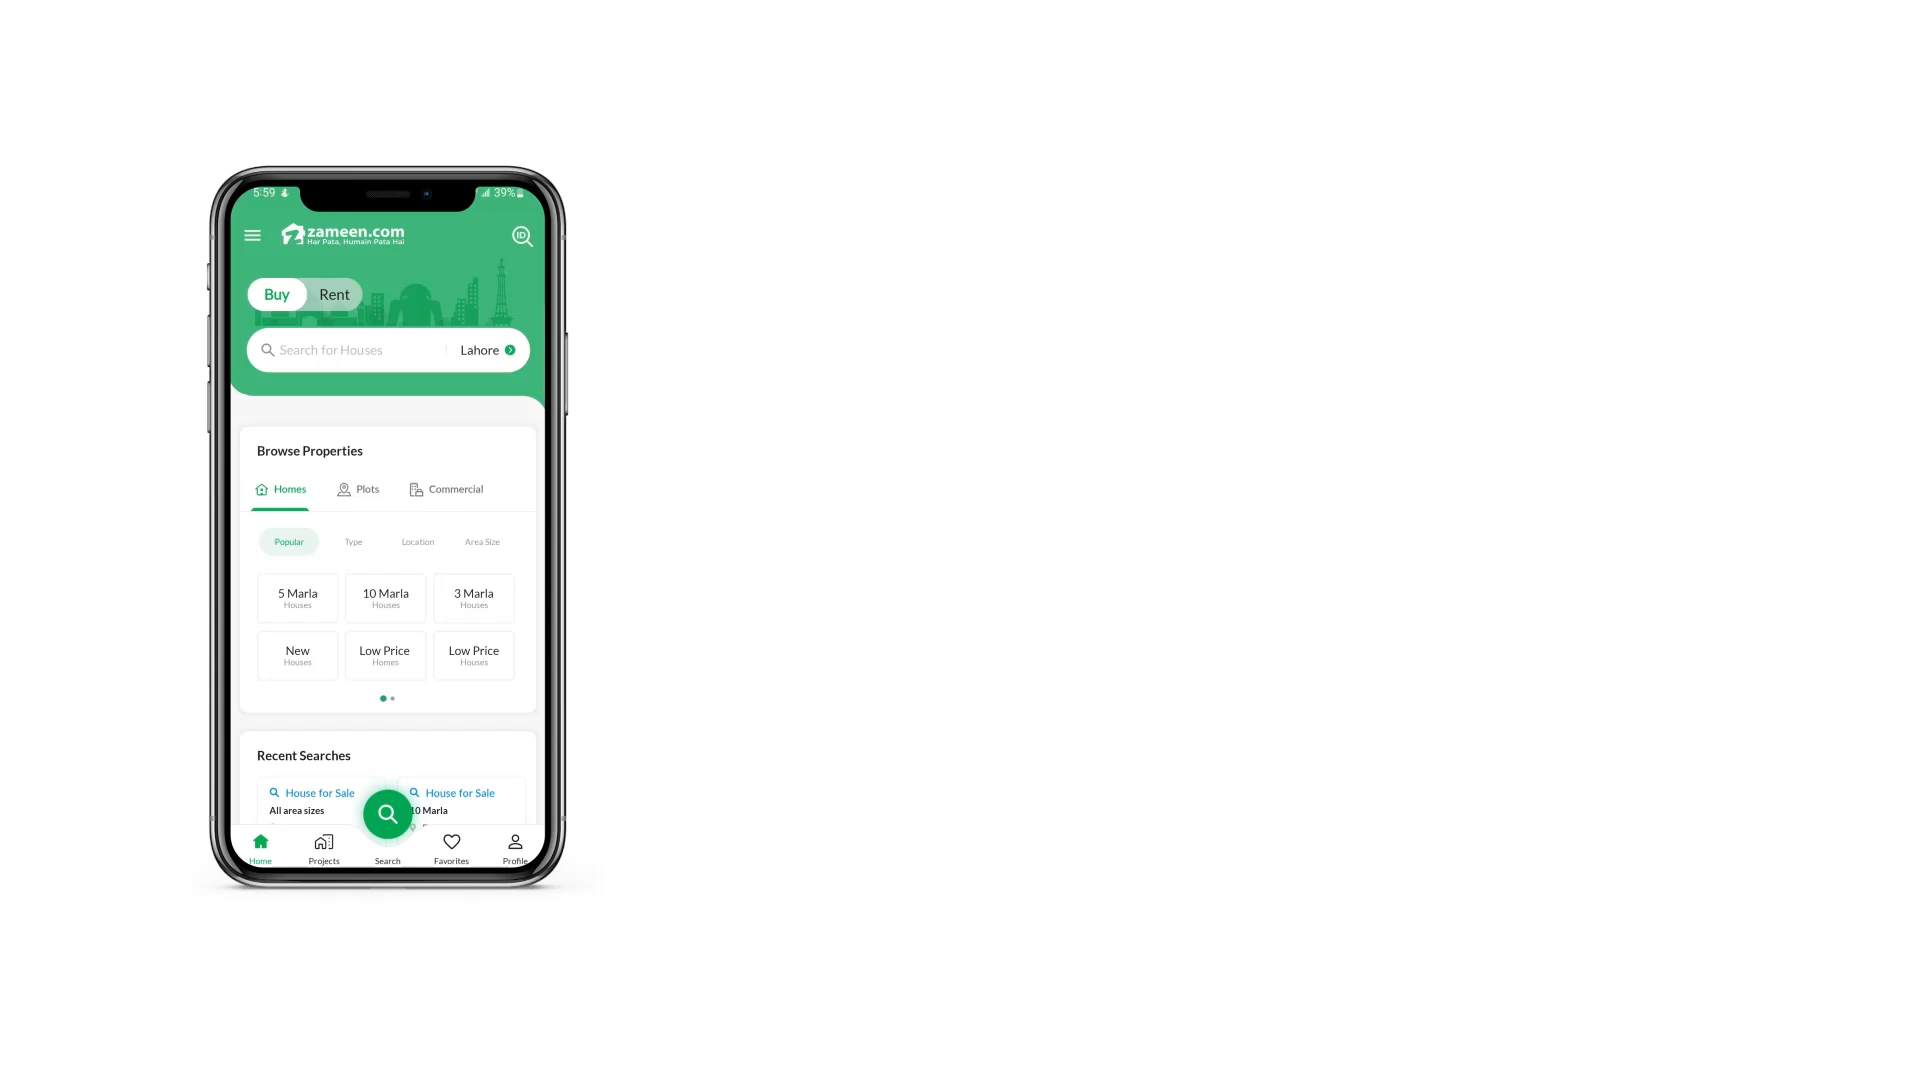 5:59
39%
zameen.com
Har Pata, Humain Pata Hai
ID
Buy Rent
Search for Houses Lahore
Browse Properties
Homes Plots Commercial
Popular Type Location Area Size
5 Marla 10 Marla 3 Marla
Houses Houses Houses
New Low Price Low Price
Houses Homes Houses
Recent Searches
House for Sale House for Sale
All area sizes 10 Marla
Home Projects Search Favorites Profile